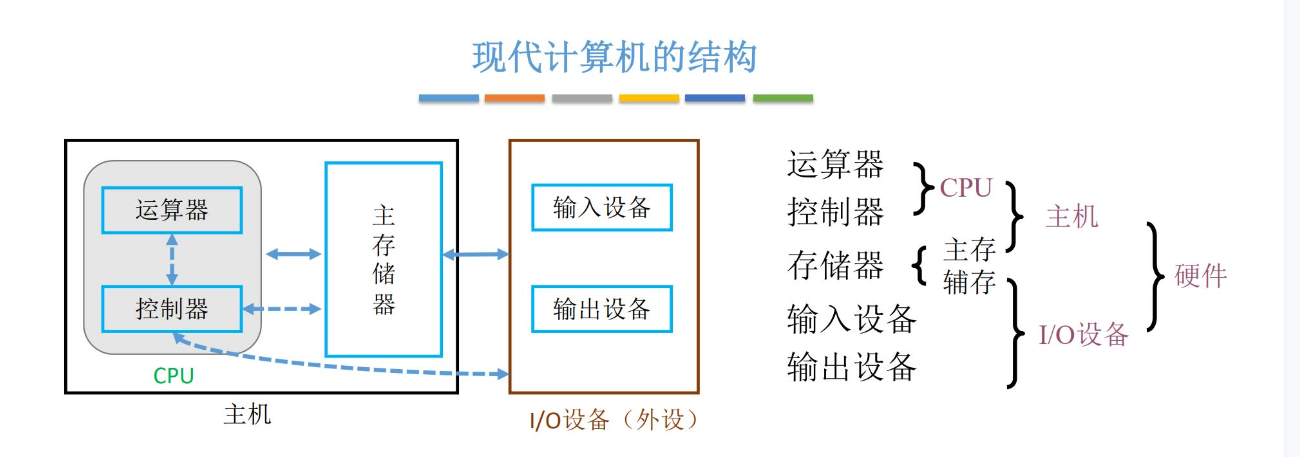 现代计算机的结构
运算器
控制器
CPU
主
存
储
器
主机
输入设备
输出设备
I/O设备（外设）
运算器
控制器
CPU
存储器
主存
辅存
主机
输入设备
输出设备
I/O设备
硬件